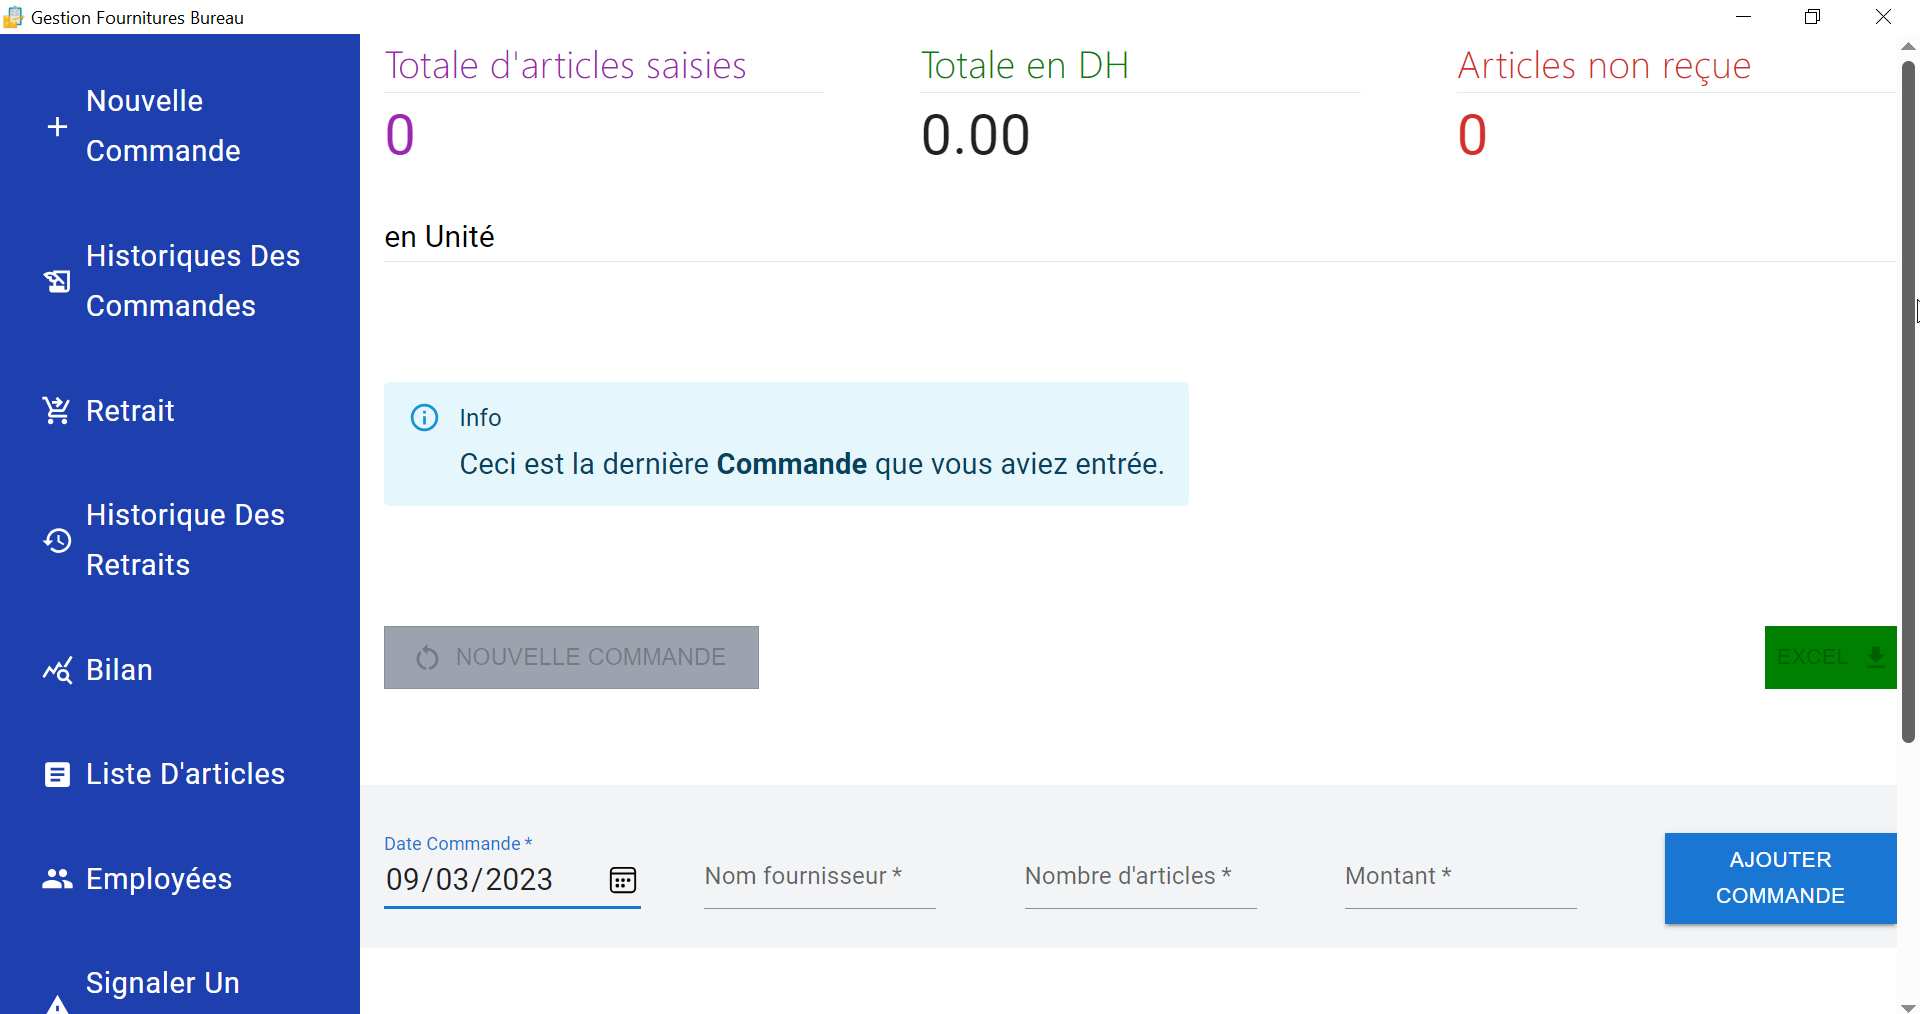 Gestion Fournitures Bureau
Nouvelle
Commande
Historiques Des
Commandes
Retrait
Historique Des
Retraits
Bilan
Liste D'articles
Employées
Signaler Un
Totale d'articles saisies
0
Totale en DH
0.00
Articles non reçue
0
en Unité
Info
Ceci est la dernière Commande que vous aviez entrée.
NOUVELLE COMMANDE
EXCEL
Date Commande *
09/03/2023
Nom fournisseur *
Nombre d'articles *
Montant *
AJOUTER
COMMANDE